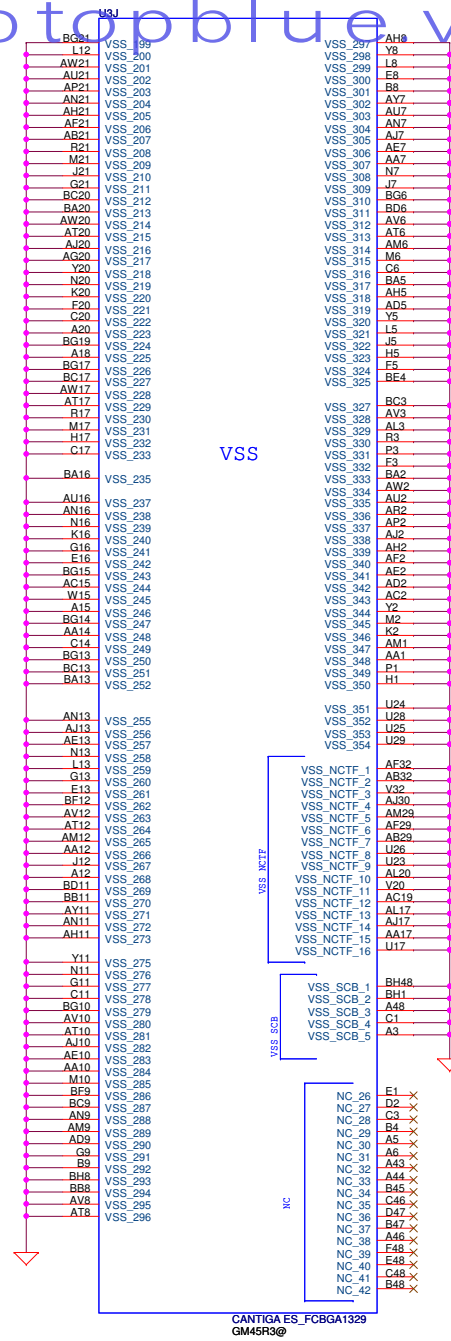 otopblue v
U3J
BG21 VSS_199
L12 VSS_200
AW21 VSS_201
AU21 VSS_202
AP21 VSS_203
AN21 VSS_204
AH21 VSS_205
AF21 VSS_206
AB21 VSS_207
R21 VSS_208
M21 VSS_209
J21 VSS_210
G21 VSS_211
BC20 VSS_212
BA20 VSS_213
AW20 VSS_214
AT20 VSS_215
AJ20 VSS_216
AG20 VSS_217
Y20 VSS_218
N20 VSS_219
K20 VSS_220
F20 VSS_221
C20 VSS_222
A20 VSS_223
BG19 VSS_224
A18 VSS_225
BG17 VSS_226
BC17 VSS_227
AW17 VSS_228
AT17 VSS_229
R17 VSS_230
M17 VSS_231
H17 VSS_232
C17 VSS_233
BA16 VSS_235
AU16 VSS_237
AN16 VSS_238
N16 VSS_239
K16 VSS_240
G16 VSS_241
E16 VSS_242
BG15 VSS_243
AC15 VSS_244
W15 VSS_245
A15 VSS_246
BG14 VSS_247
AA14 VSS_248
C14 VSS_249
BG13 VSS_250
BC13 VSS_251
BA13 VSS_252
AN13 VSS_255
AJ13 VSS_256
AE13 VSS_257
N13 VSS_258
L13 VSS_259
G13 VSS_260
E13 VSS_261
BF12 VSS_262
AV12 VSS_263
AT12 VSS_264
AM12 VSS_265
AA12 VSS_266
J12 VSS_267
A12 VSS_268
BD11 VSS_269
BB11 VSS_270
AY11 VSS_271
AN11 VSS_272
AH11 VSS_273
Y11 VSS_275
N11 VSS_276
G11 VSS_277
C11 VSS_278
BG10 VSS_279
AV10 VSS_280
AT10 VSS_281
AJ10 VSS_282
AE10 VSS_283
AA10 VSS_284
M10 VSS_285
BF9 VSS_286
BC9 VSS_287
AN9 VSS_288
AM9 VSS_289
AD9 VSS_290
G9 VSS_291
B9 VSS_292
BH8 VSS_293
BB8 VSS_294
AV8 VSS_295
AT8 VSS_296
VSS
VSS_297 AH8
VSS_298 Y8
VSS_299 L8
VSS_300 E8
VSS_301 B8
VSS_302 AY7
VSS_303 AU7
VSS_304 AN7
VSS_305 AJ7
VSS_306 AE7
VSS_307 AA7
VSS_308 N7
VSS_309 J7
VSS_310 BG6
VSS_311 BD6
VSS_312 AV6
VSS_313 AT6
VSS_314 AM6
VSS_315 M6
VSS_316 C6
VSS_317 BA5
VSS_318 AH5
VSS_319 AD5
VSS_320 Y5
VSS_321 L5
VSS_322 J5
VSS_323 H5
VSS_324 F5
VSS_325 BE4
VSS_327 BC3
VSS_328 AV3
VSS_329 AL3
VSS_330 R3
VSS_331 P3
VSS_332 F3
VSS_333 BA2
VSS_334 AW2
VSS_335 AU2
VSS_336 AR2
VSS_337 AP2
VSS_338 AJ2
VSS_339 AH2
VSS_340 AF2
VSS_341 AE2
VSS_342 AD2
VSS_343 AC2
VSS_344 Y2
VSS_345 M2
VSS_346 K2
VSS_347 AM1
VSS_348 AA1
VSS_349 P1
VSS_350 H1
VSS_351 U24
VSS_352 U28
VSS_353 U25
VSS_354 U29
VSS NCTF
VSS_NCTF_1 AF32
VSS_NCTF_2 AB32
VSS_NCTF_3 V32
VSS_NCTF_4 AJ30
VSS_NCTF_5 AM29
VSS_NCTF_6 AF29
VSS_NCTF_7 AB29
VSS_NCTF_8 U26
VSS_NCTF_9 U23
VSS_NCTF_10 AL20
VSS_NCTF_11 V20
VSS_NCTF_12 AC19
VSS_NCTF_13 AL17
VSS_NCTF_14 AJ17
VSS_NCTF_15 AA17
VSS_NCTF_16 U17
VSS SCB
VSS_SCB_1 BH48
VSS_SCB_2 BH1
VSS_SCB_3 A48
VSS_SCB_4 C1
VSS_SCB_5 A3
NC
NC_26 E1
NC_27 D2
NC_28 C3
NC_29 B4
NC_30 A5
NC_31 A6
NC_32 A43
NC_33 A44
NC_34 B45
NC_35 C46
NC_36 D47
NC_37 B47
NC_38 A46
NC_39 F48
NC_40 E48
NC_41 C48
NC_42 B48
CANTIGA ES_FCBGA1329
GM45R3@